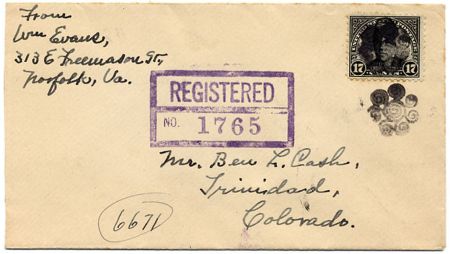 From
Wm Evans,
313 E Freemason St,
Norfolk, Va.
17 17
REGISTERED
NO. 1765
Mr. Ben L. Cash,
Trinidad,
Colorado.
6671